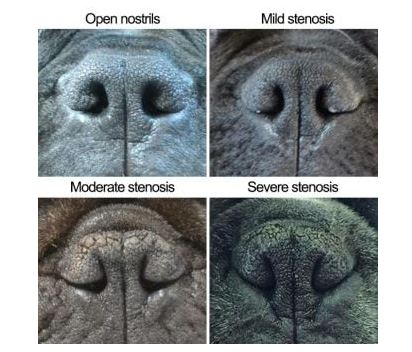 Open nostrils
Mild stenosis
Moderate stenosis
Severe stenosis